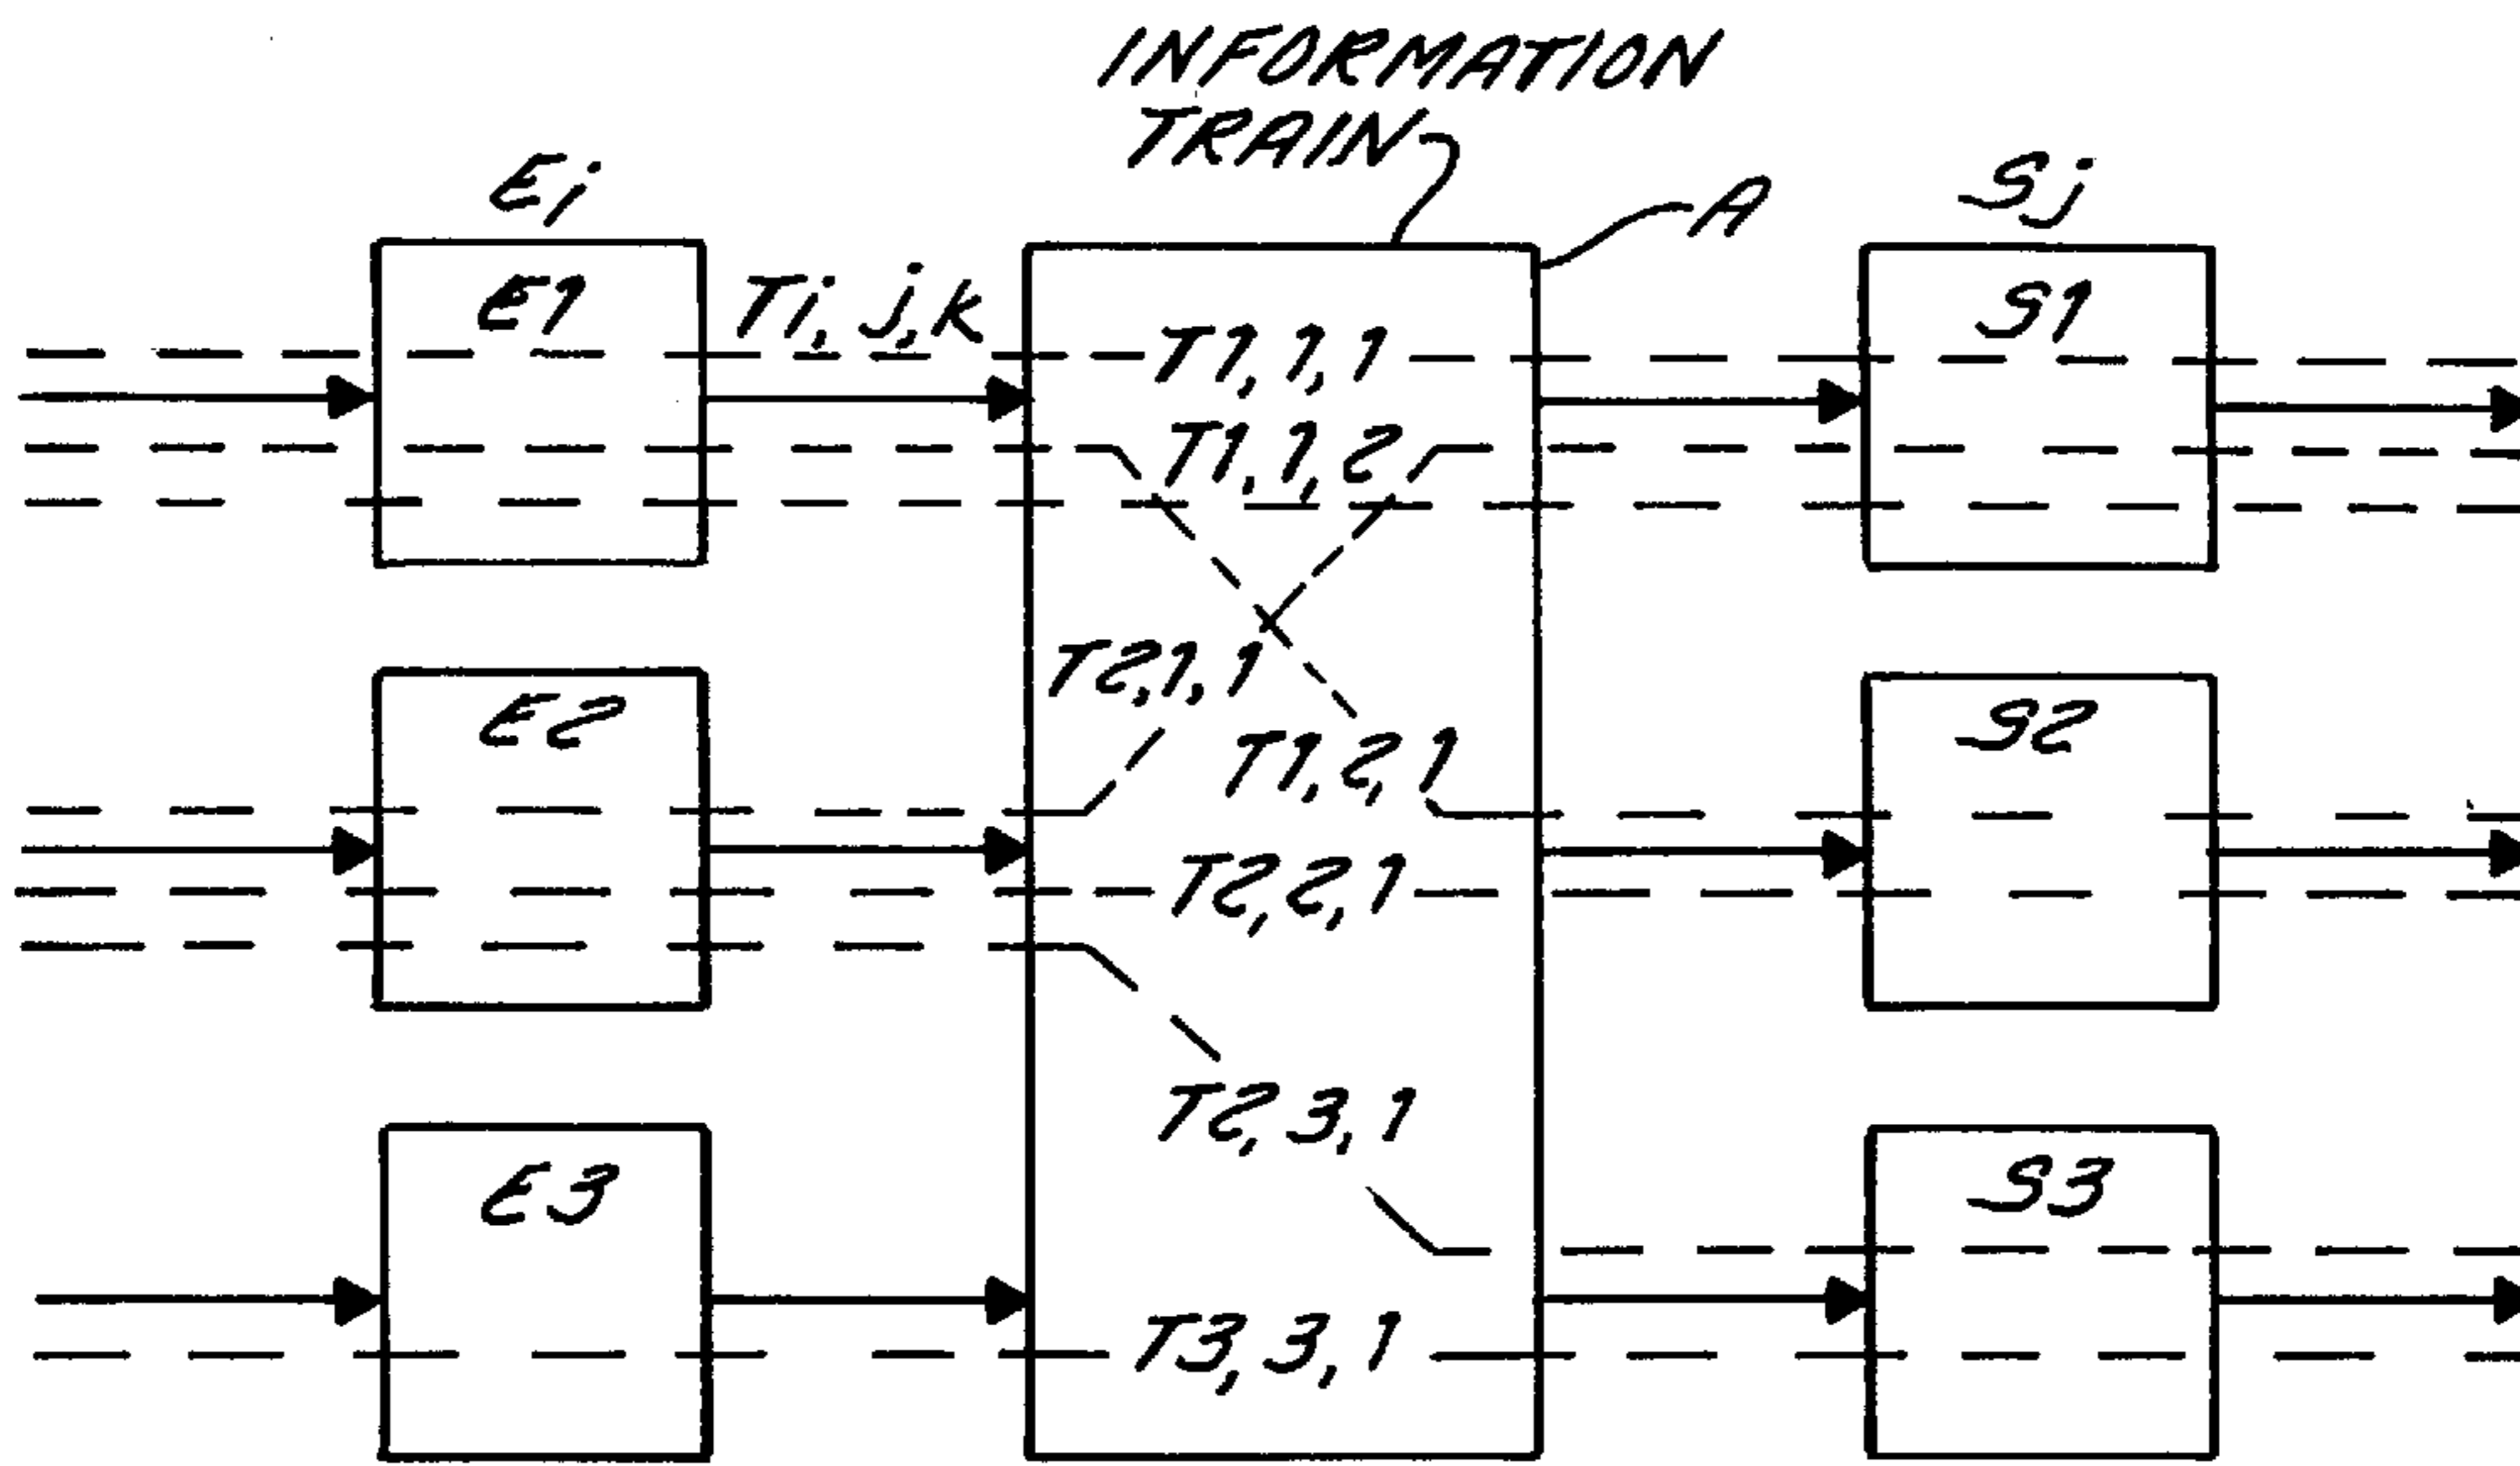 INFORMATION
TRAIN
A
Ei
Sj
E1
Ti,j,k
S1
T1,1,1
T1,1,2
T2,1,1
E2
S2
T1,2,1
T2,2,1
T2,3,1
E3
S3
T3,3,1